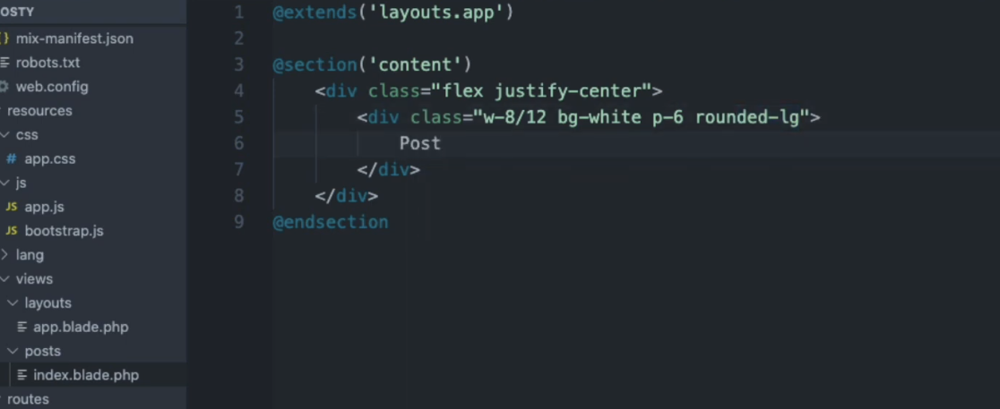 OSTY
{} mix-manifest.json
robots.txt
web.config
resources
css
# app.css
js
JS app.js
JS bootstrap.js
lang
views
layouts
app.blade.php
posts
index.blade.php
routes
1 @extends('layouts.app')
2
3 @section('content')
4 <div class="flex justify-center">
5 <div class="w-8/12 bg-white p-6 rounded-lg">
6 Post
7 </div>
8 </div>
9 @endsection